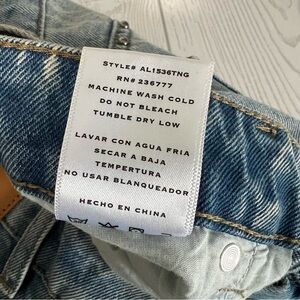 STYLE# AL1536TNG
RN# 236777
MACHINE WASH COLD
DO NOT BLEACH
TUMBLE DRY LOW
LAVAR CON AGUA FRIA
SECAR A BAJA
TEMPERTURA
NO USAR BLANQUEADOR
HECHO EN CHINA